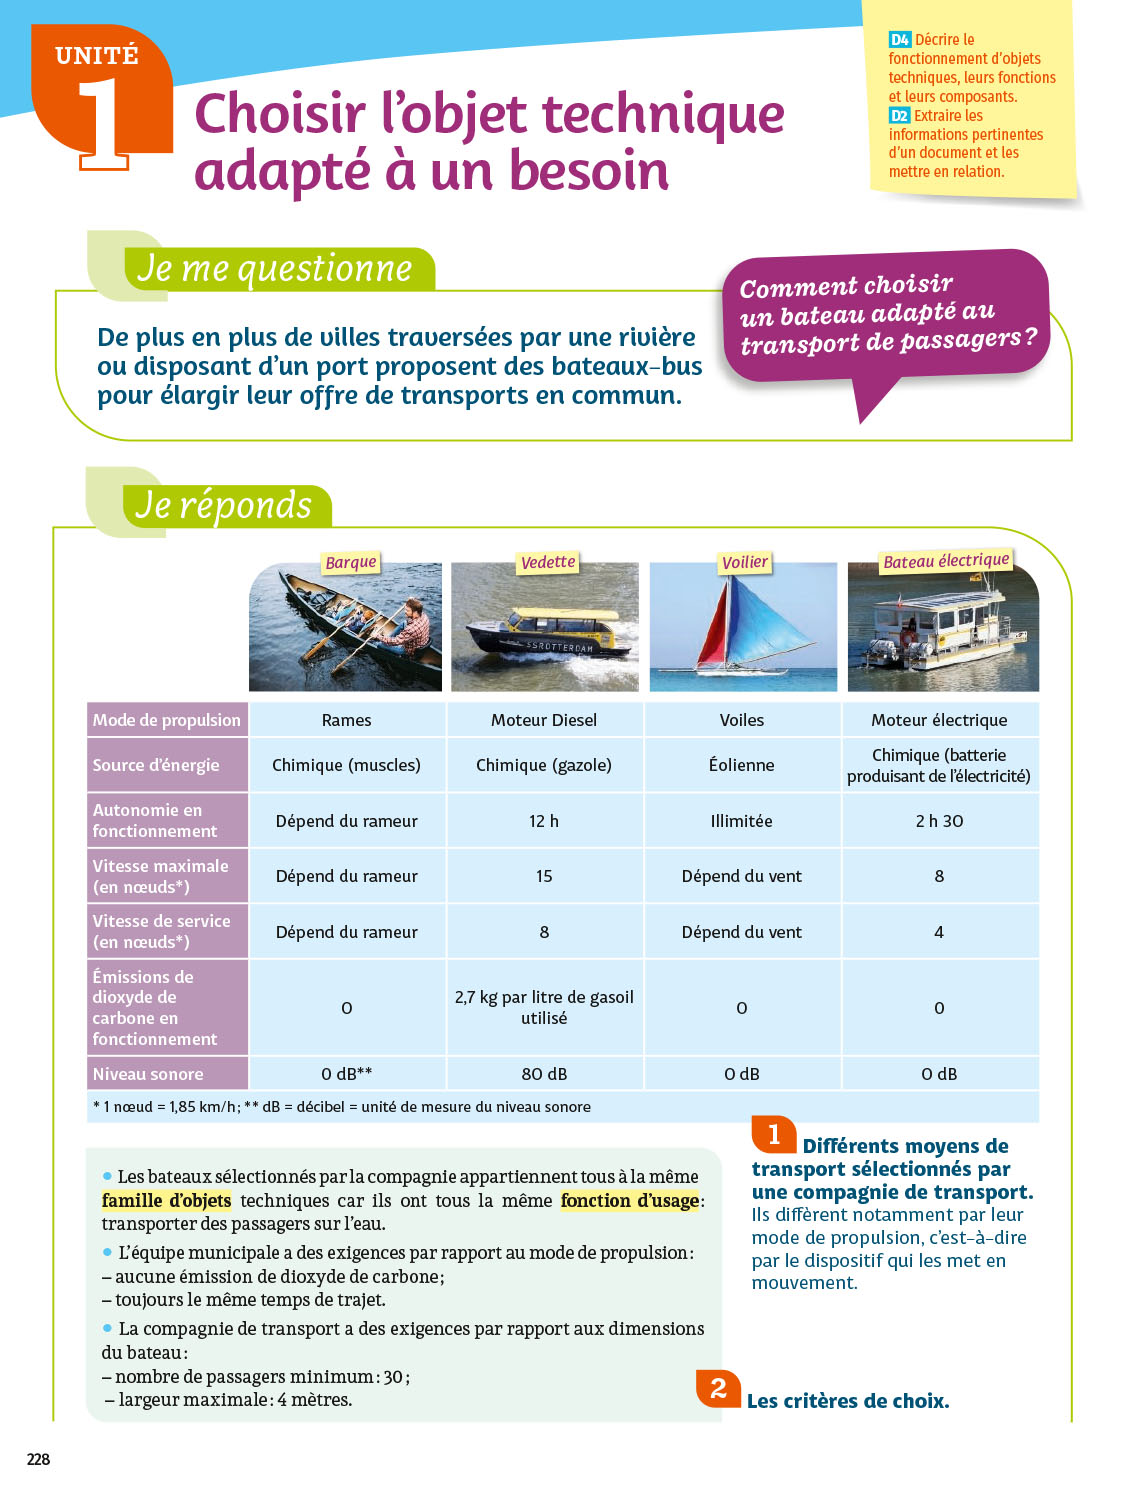 UNITÉ
1
Choisir l'objet technique
adapté à un besoin
D4 Décrire le
fonctionnement d'objets
techniques, leurs fonctions
et leurs composants.
D2 Extraire les
informations pertinentes
d'un document et les
mettre en relation.
Je me questionne
De plus en plus de villes traversées par une rivière
ou disposant d'un port proposent des bateaux-bus
pour élargir leur offre de transports en commun.
Comment choisir
un bateau adapté au
transport de passagers ?
Je réponds
Barque Vedette Voilier Bateau électrique
SSROTTERDAM
Mode de propulsion Rames Moteur Diesel Voiles Moteur électrique
Source d'énergie Chimique (muscles) Chimique (gazole) Éolienne Chimique (batterie
produisant de l'électricité)
Autonomie en
fonctionnement Dépend du rameur 12 h Illimitée 2 h 30
Vitesse maximale
(en nœuds*) Dépend du rameur 15 Dépend du vent 8
Vitesse de service
(en nœuds*) Dépend du rameur 8 Dépend du vent 4
Émissions de
dioxyde de
carbone en
fonctionnement 0 2,7 kg par litre de gasoil
utilisé 0 0
Niveau sonore 0 dB** 80 dB 0 dB 0 dB
* 1 nœud = 1,85 km/h ; ** dB = décibel = unité de mesure du niveau sonore
1 Différents moyens de
transport sélectionnés par
une compagnie de transport.
Ils diffèrent notamment par leur
mode de propulsion, c'est-à-dire
par le dispositif qui les met en
mouvement.
• Les bateaux sélectionnés par la compagnie appartiennent tous à la même
famille d'objets techniques car ils ont tous la même fonction d'usage :
transporter des passagers sur l'eau.
• L'équipe municipale a des exigences par rapport au mode de propulsion :
– aucune émission de dioxyde de carbone ;
– toujours le même temps de trajet.
• La compagnie de transport a des exigences par rapport aux dimensions
du bateau :
– nombre de passagers minimum : 30 ;
– largeur maximale : 4 mètres.
2 Les critères de choix.
228